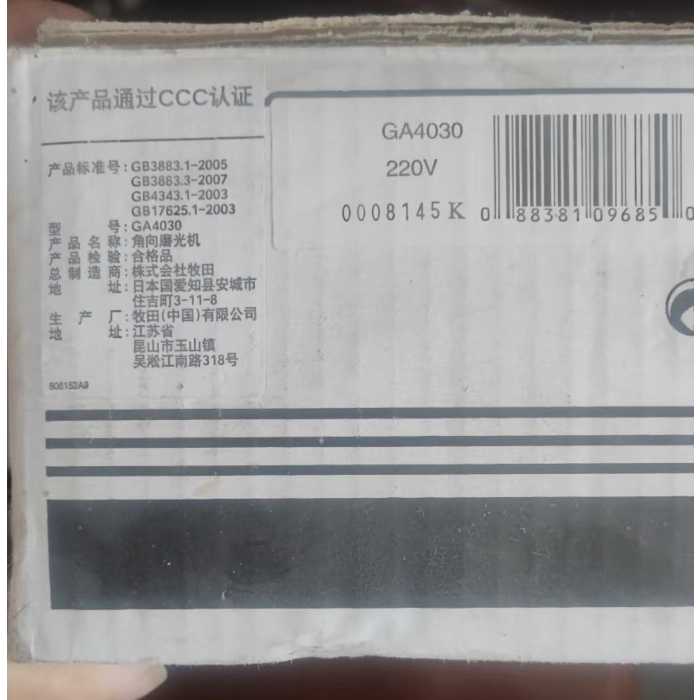 该产品通过CCC认证
产品标准号:GB3883.1-2005
GB3883.3-2007
GB4343.1-2003
GB17625.1-2003
型号:GA4030
产品名称:角向磨光机
产品检验:合格品
总制造商:株式会社牧田
地址:日本国爱知县安城市
住吉町3-11-8
生产厂:牧田(中国)有限公司
地址:江苏省
昆山市玉山镇
吴淞江南路318号
808152A9
GA4030
220V
0008145K
0 88381 09685 0